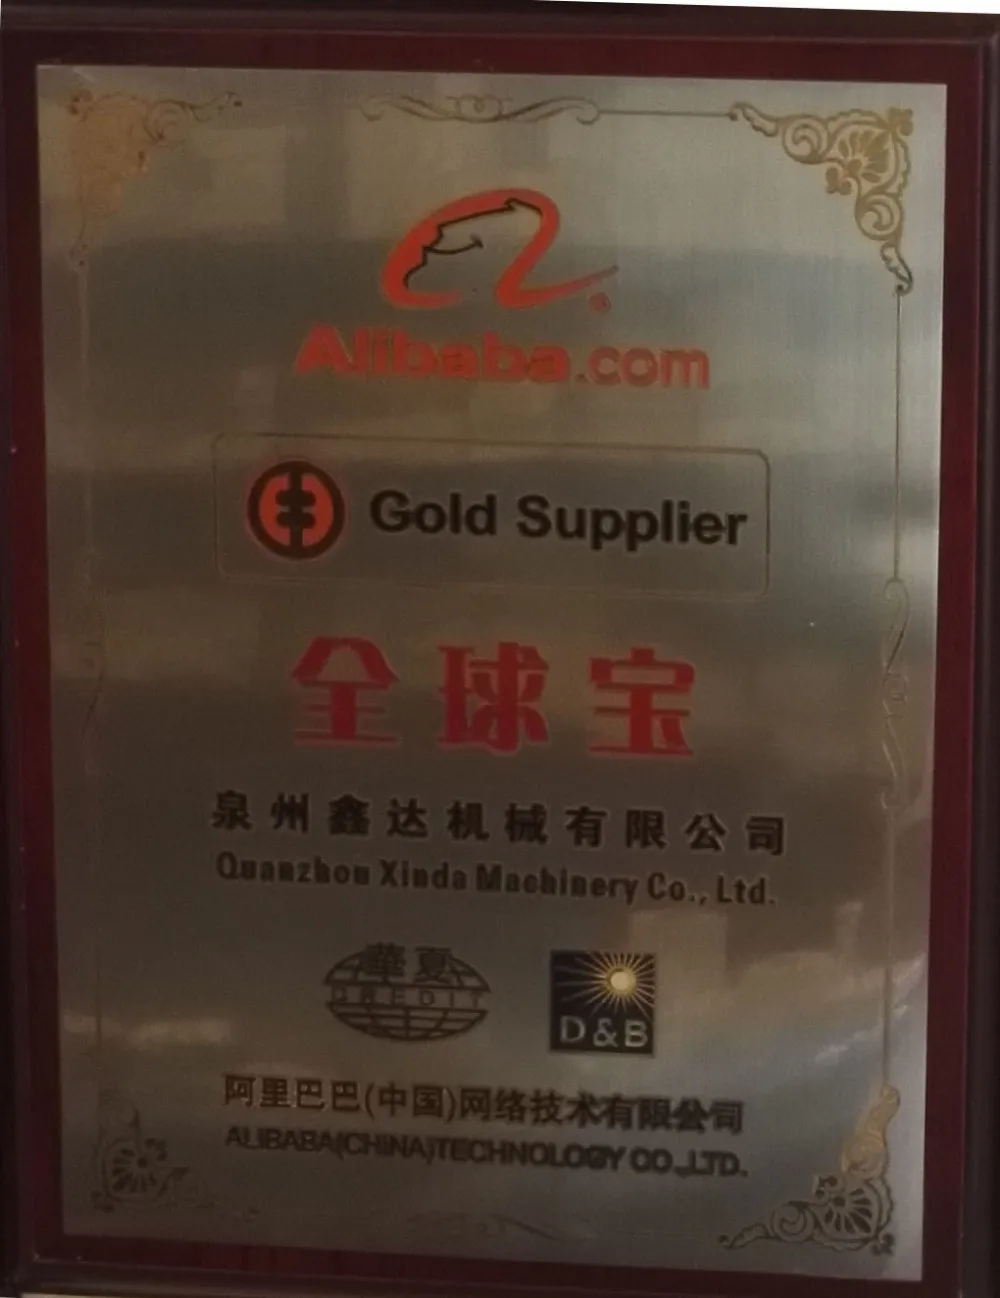 Alibaba.com
Gold Supplier
全球宝
泉州鑫达机械有限公司
Quanzhou Xinda Machinery Co., Ltd.
華夏
CREDIT
D&B
阿里巴巴(中国)网络技术有限公司
ALIBABA(CHINA)TECHNOLOGY CO.,LTD.